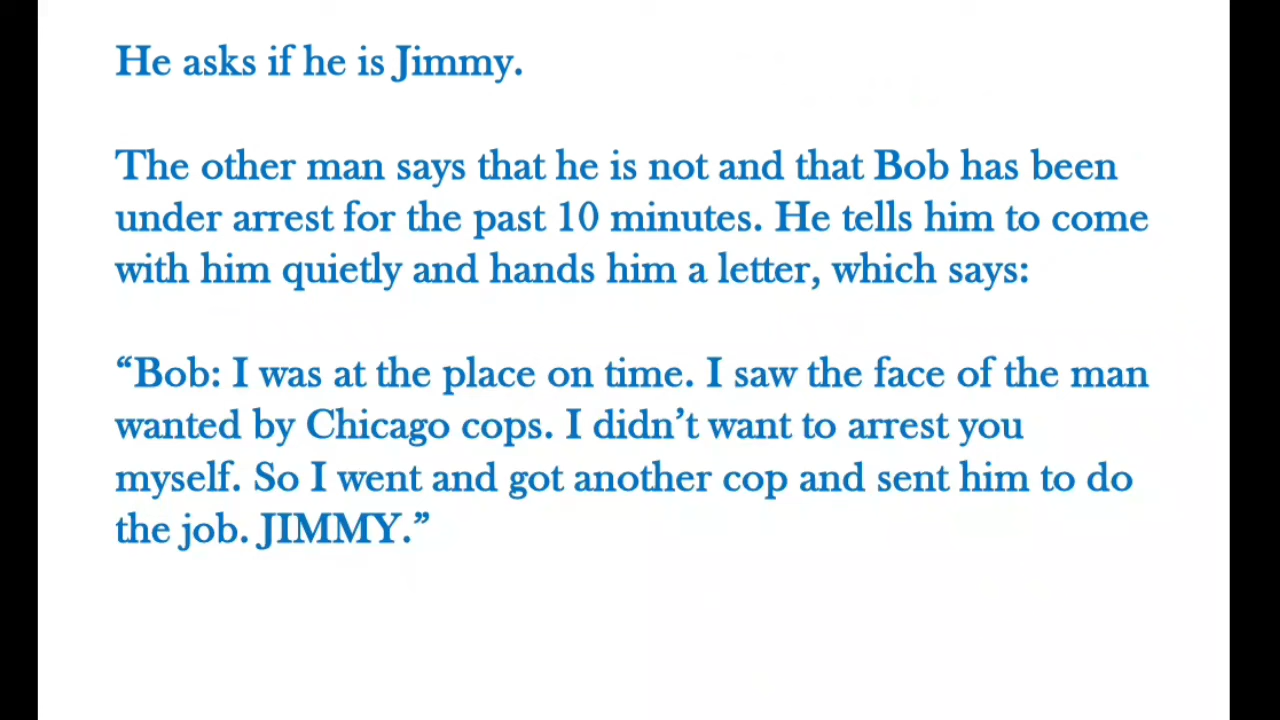 He asks if he is Jimmy.
The other man says that he is not and that Bob has been
under arrest for the past 10 minutes. He tells him to come
with him quietly and hands him a letter, which says:
“Bob: I was at the place on time. I saw the face of the man
wanted by Chicago cops. I didn’t want to arrest you
myself. So I went and got another cop and sent him to do
the job. JIMMY.”